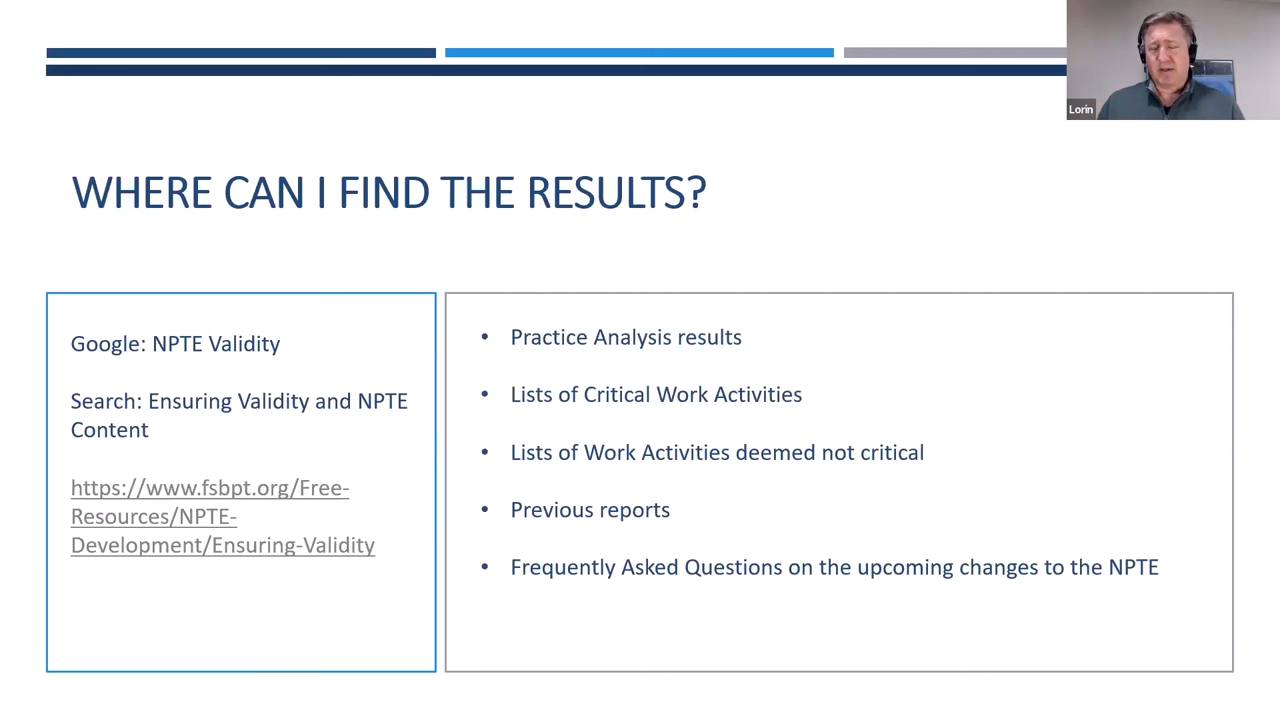 Lorin
WHERE CAN I FIND THE RESULTS?
Google: NPTE Validity
Search: Ensuring Validity and NPTE
Content
https://www.fsbpt.org/Free-
Resources/NPTE-
Development/Ensuring-Validity
• Practice Analysis results
• Lists of Critical Work Activities
• Lists of Work Activities deemed not critical
• Previous reports
• Frequently Asked Questions on the upcoming changes to the NPTE